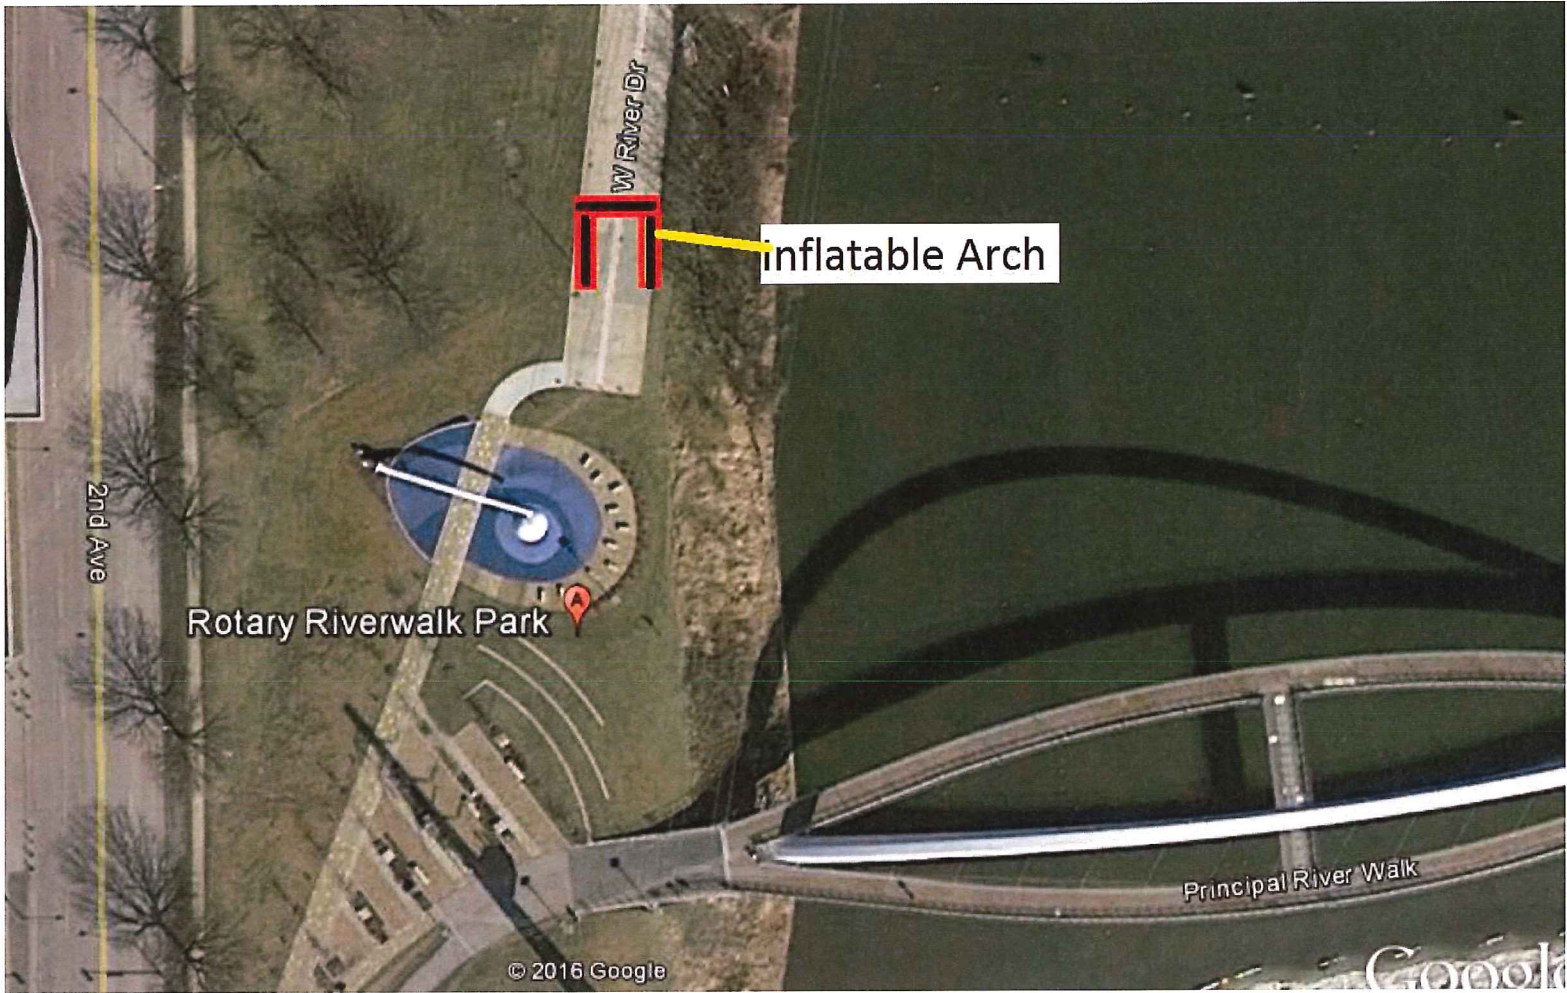 W River Dr
Inflatable Arch
2nd Ave
Rotary Riverwalk Park
A
Principal River Walk
© 2016 Google
Google